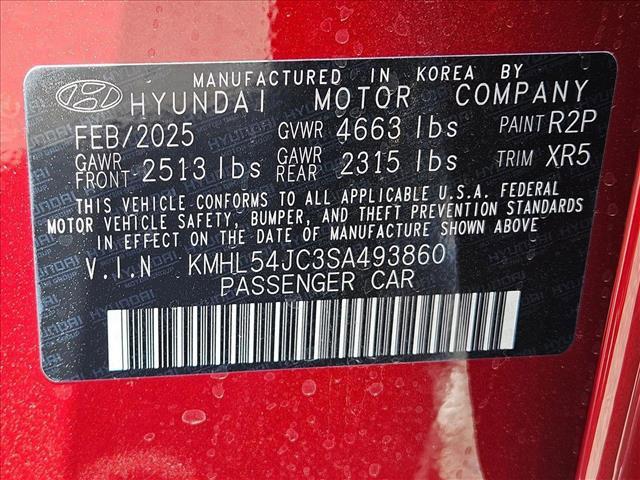 MANUFACTURED IN KOREA BY
HYUNDAI MOTOR COMPANY
FEB/2025 GVWR 4663 lbs PAINT R2P
GAWR FRONT 2513 lbs GAWR REAR 2315 lbs TRIM XR5
THIS VEHICLE CONFORMS TO ALL APPLICABLE U.S.A. FEDERAL
MOTOR VEHICLE SAFETY, BUMPER, AND THEFT PREVENTION STANDARDS
IN EFFECT ON THE DATE OF MANUFACTURE SHOWN ABOVE
V.I.N KMHL54JC3SA493860
PASSENGER CAR